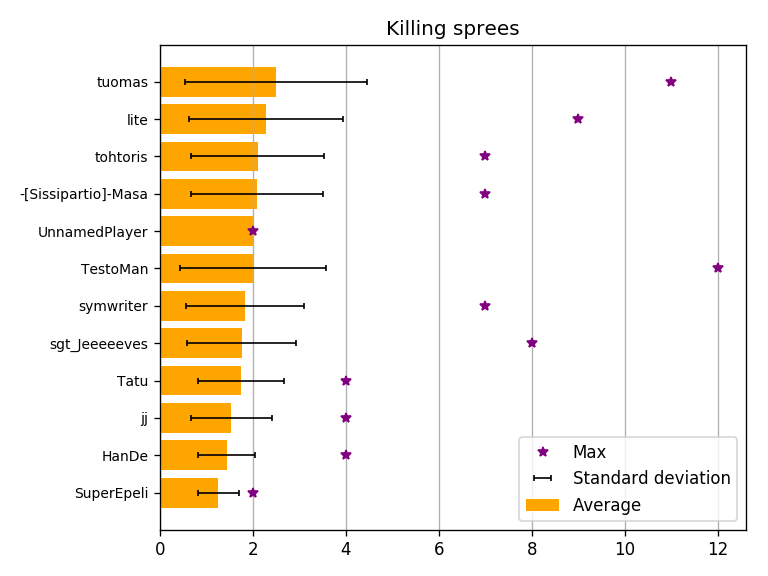 Killing sprees
tuomas
lite
tohtoris
-[Sissipartio]-Masa
UnnamedPlayer
TestoMan
symwriter
sgt_Jeeeeeves
Tatu
jj
HanDe
SuperEpeli
Max
Standard deviation
Average
0 2 4 6 8 10 12